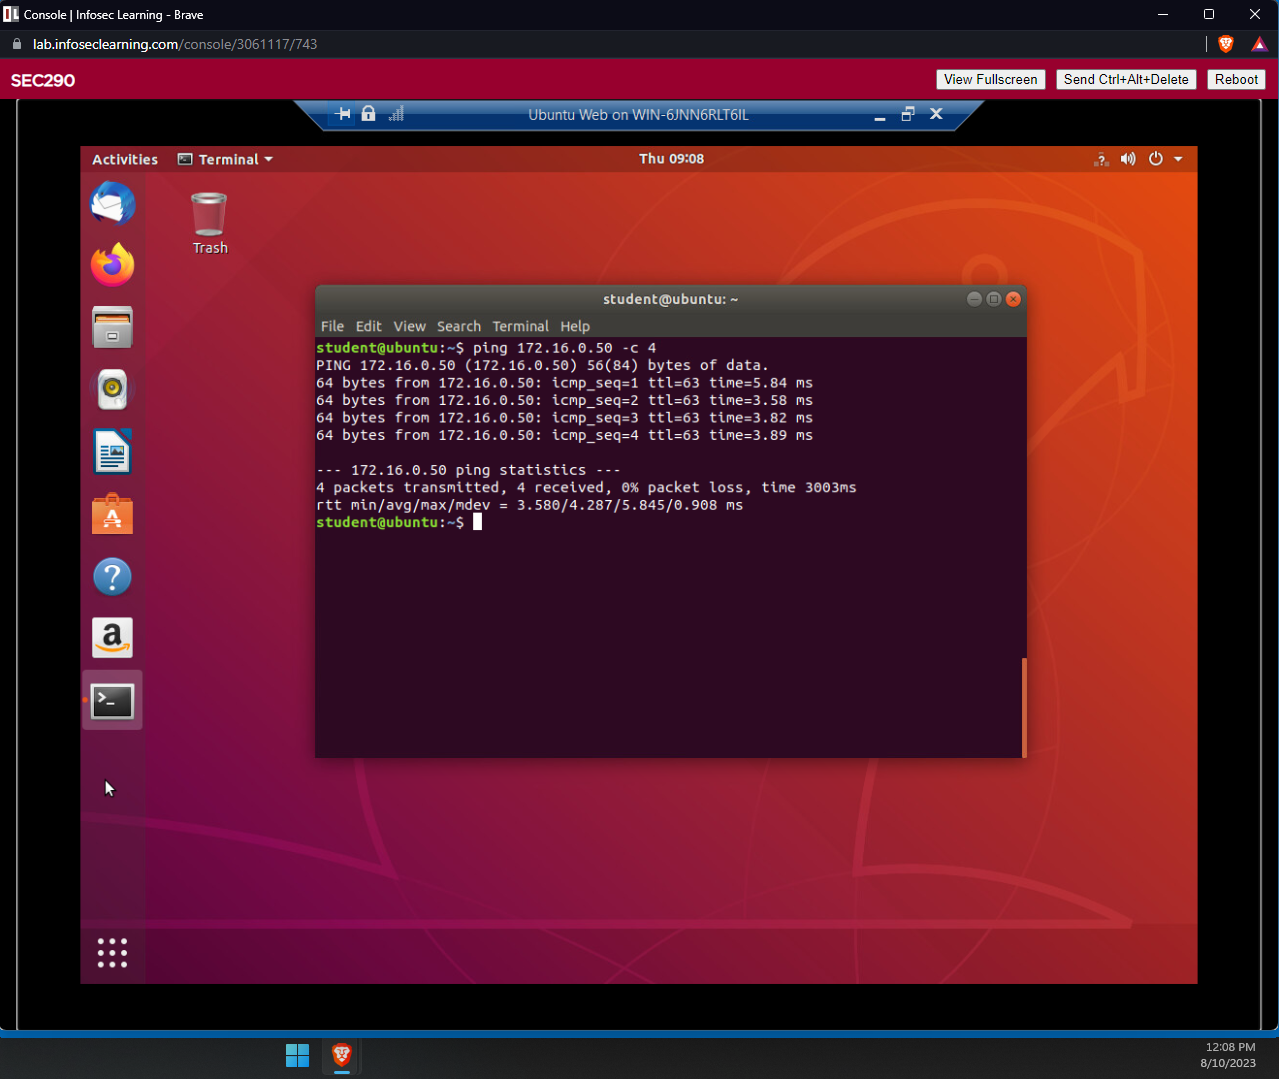 Console | Infosec Learning - Brave
lab.infoseclearning.com/console/3061117/743
SEC290
View Fullscreen
Send Ctrl+Alt+Delete
Reboot
Ubuntu Web on WIN-6JNN6RLT6IL
Activities
Terminal
Thu 09:08
Trash
student@ubuntu: ~
File Edit View Search Terminal Help
student@ubuntu:~$ ping 172.16.0.50 -c 4
PING 172.16.0.50 (172.16.0.50) 56(84) bytes of data.
64 bytes from 172.16.0.50: icmp_seq=1 ttl=63 time=5.84 ms
64 bytes from 172.16.0.50: icmp_seq=2 ttl=63 time=3.58 ms
64 bytes from 172.16.0.50: icmp_seq=3 ttl=63 time=3.82 ms
64 bytes from 172.16.0.50: icmp_seq=4 ttl=63 time=3.89 ms
--- 172.16.0.50 ping statistics ---
4 packets transmitted, 4 received, 0% packet loss, time 3003ms
rtt min/avg/max/mdev = 3.580/4.287/5.845/0.908 ms
student@ubuntu:~$
12:08 PM
8/10/2023